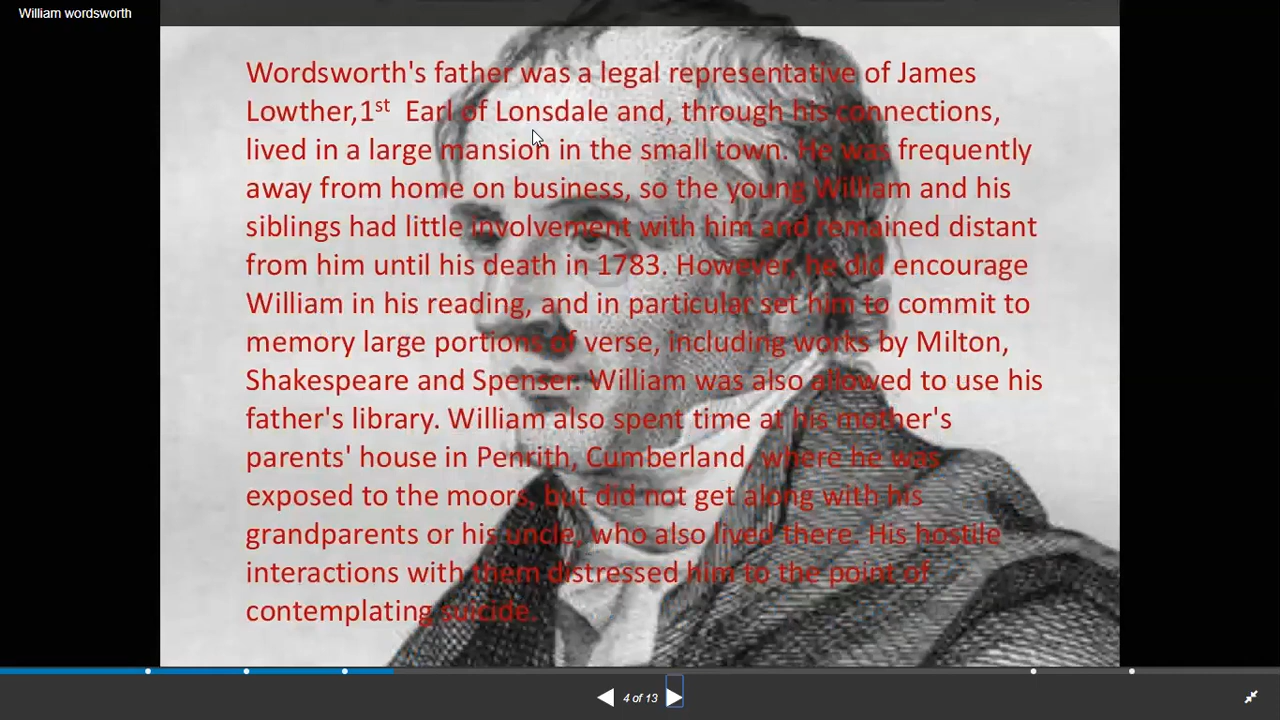 William wordsworth
Wordsworth's father was a legal representative of James
Lowther,1st Earl of Lonsdale and, through his connections,
lived in a large mansion in the small town. He was frequently
away from home on business, so the young William and his
siblings had little involvement with him and remained distant
from him until his death in 1783. However, he did encourage
William in his reading, and in particular set him to commit to
memory large portions of verse, including works by Milton,
Shakespeare and Spenser. William was also allowed to use his
father's library. William also spent time at his mother's
parents' house in Penrith, Cumberland, where he was
exposed to the moors, but did not get along with his
grandparents or his uncle, who also lived there. His hostile
interactions with them distressed him to the point of
contemplating suicide.
4 of 13